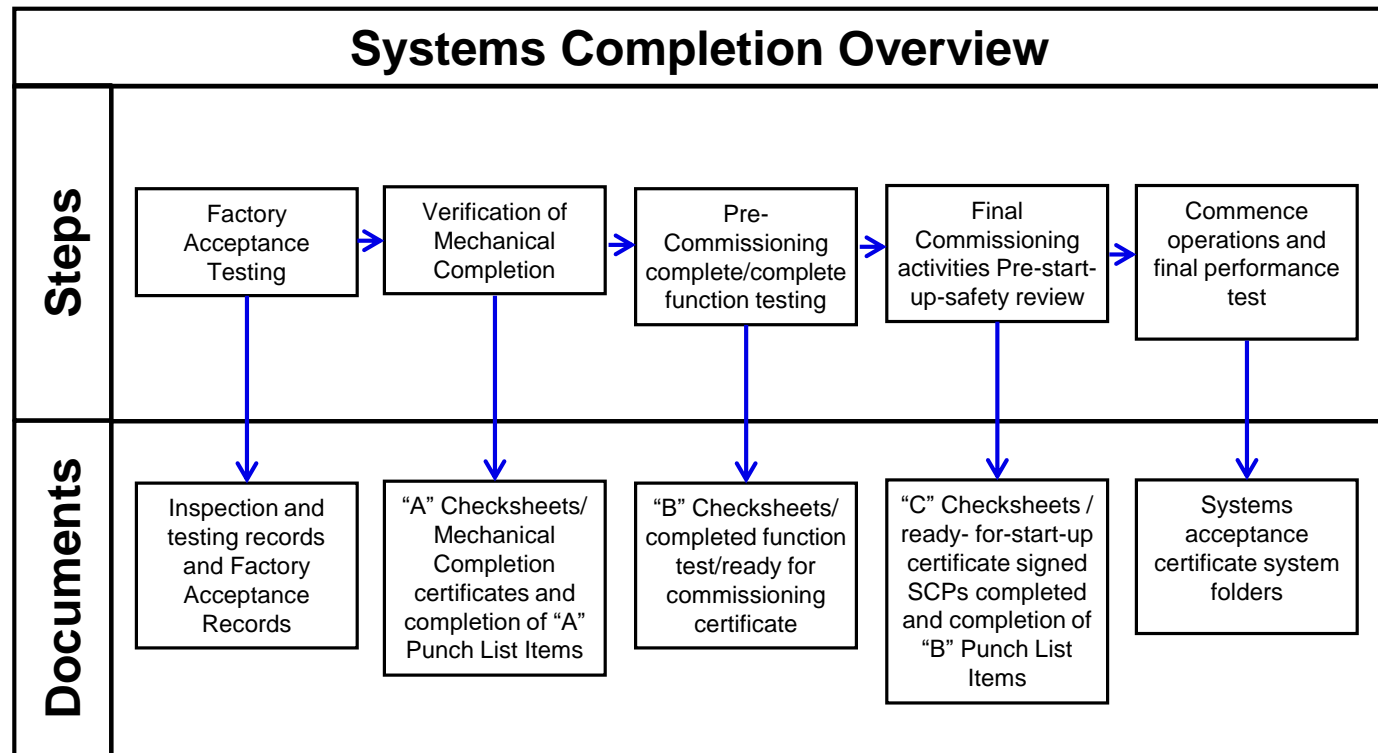 Systems Completion Overview
Steps
Factory
Acceptance
Testing
Verification of
Mechanical
Completion
Pre-
Commissioning
complete/complete
function testing
Final
Commissioning
activities Pre-start-
up-safety review
Commence
operations and
final performance
test
Documents
Inspection and
testing records
and Factory
Acceptance
Records
“A” Checksheets/
Mechanical
Completion
certificates and
completion of “A”
Punch List Items
“B” Checksheets/
completed function
test/ready for
commissioning
certificate
“C” Checksheets /
ready- for-start-up
certificate signed
SCPs completed
and completion of
“B” Punch List
Items
Systems
acceptance
certificate system
folders